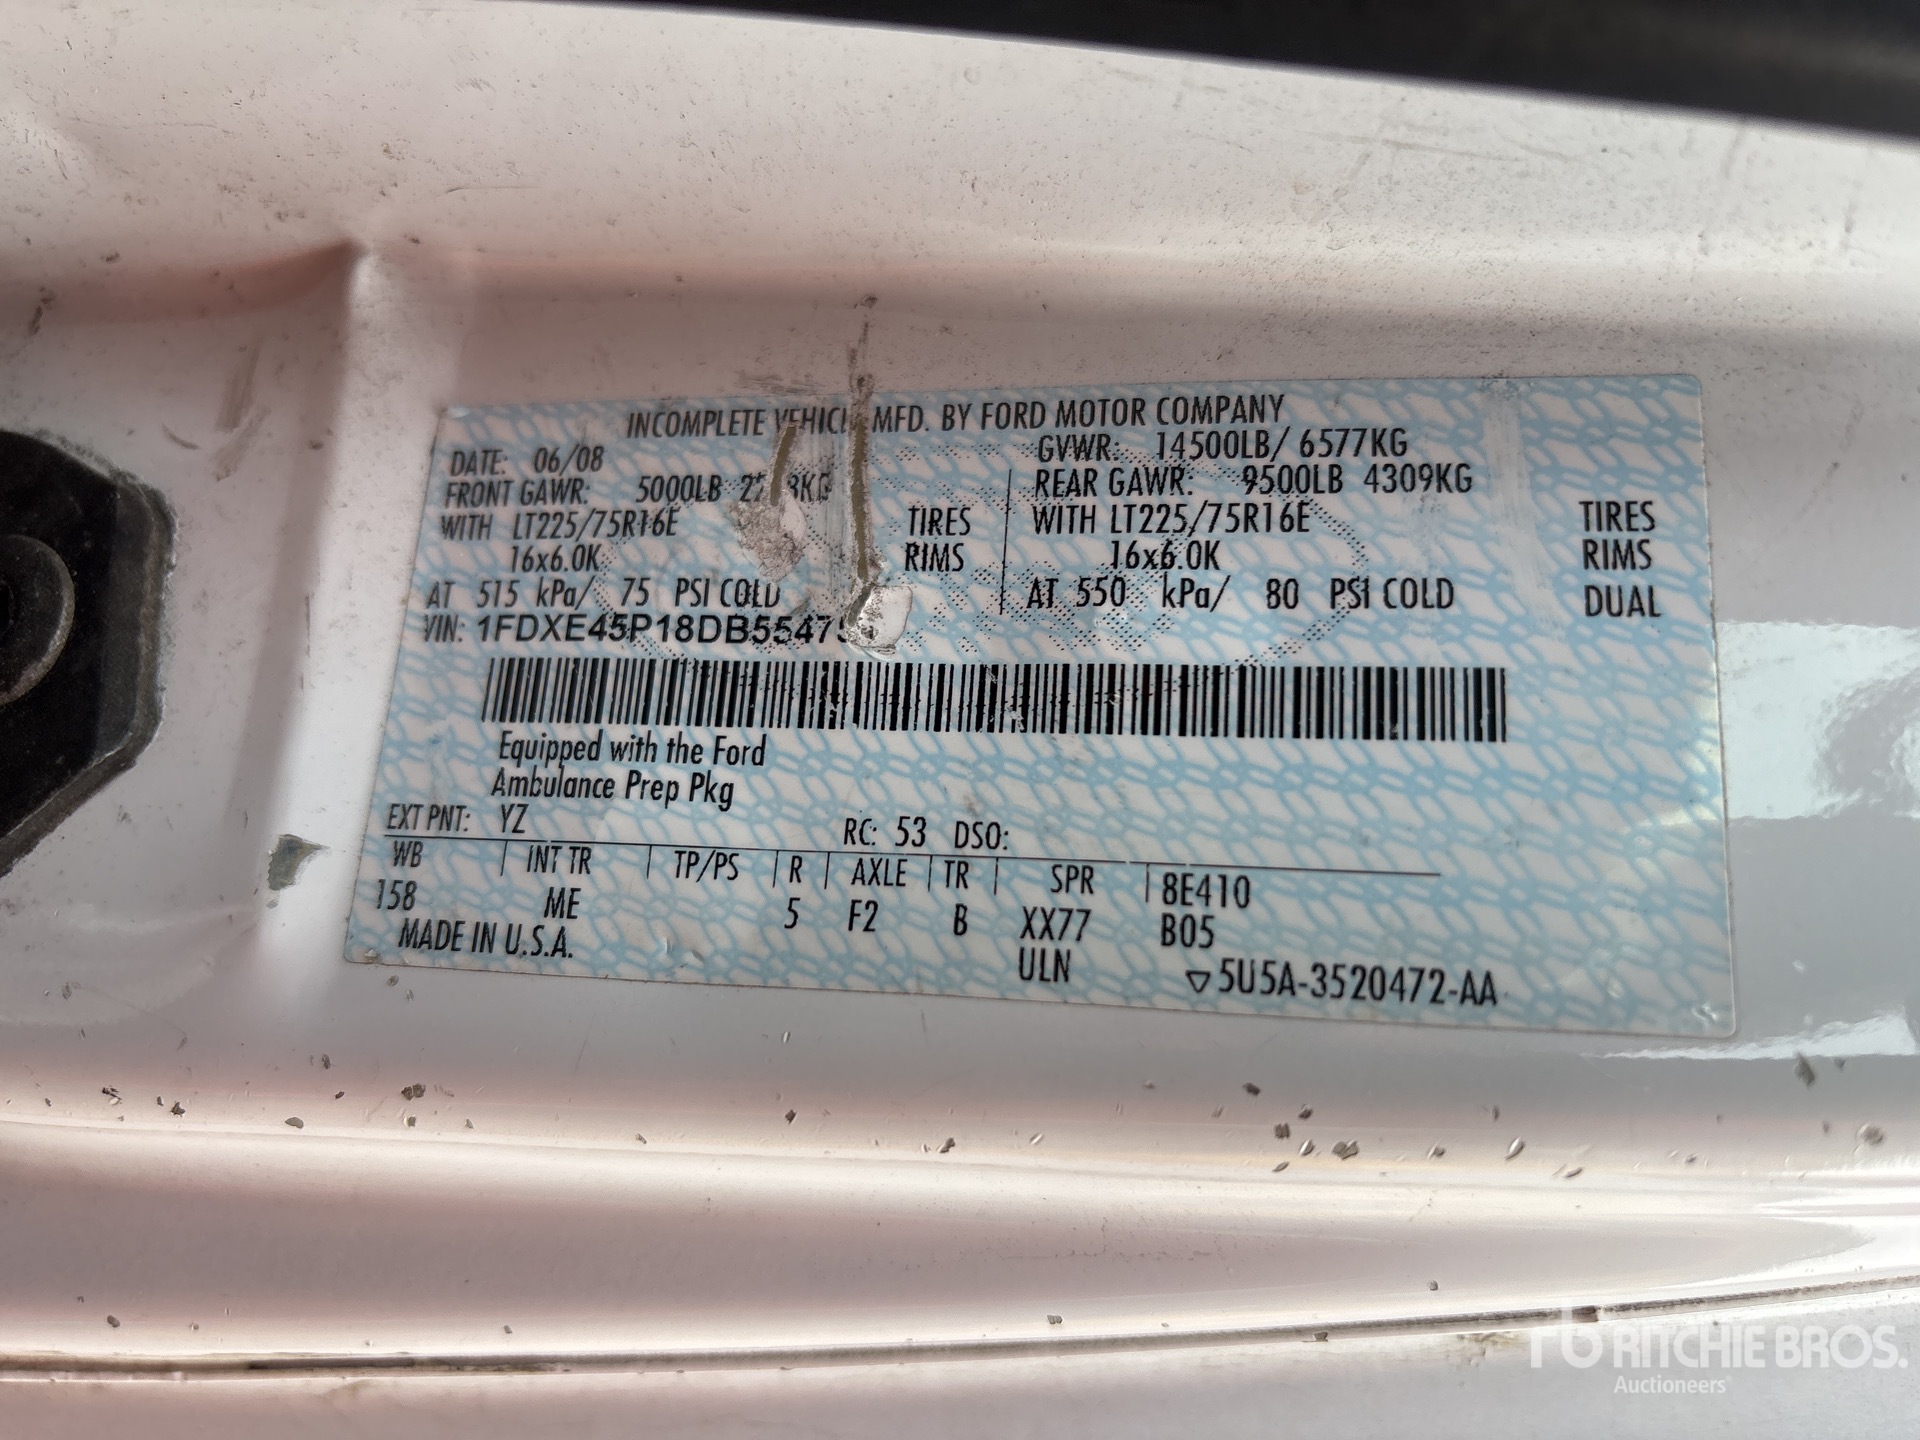 INCOMPLETE VEHICLE MFD. BY FORD MOTOR COMPANY
DATE: 06/08 GVWR: 14500LB/ 6577KG
FRONT GAWR: 5000LB REAR GAWR: 9500LB 4309KG
WITH LT225/75R16E TIRES WITH LT225/75R16E TIRES
16x6.0K RIMS 16x6.0K RIMS
AT 515 kPa/ 75 PSI COLD AT 550 kPa/ 80 PSI COLD DUAL
VIN:
Equipped with the Ford
Ambulance Prep Pkg
EXT PNT: YZ RC: 53 DSO:
WB INT TR TP/PS R AXLE TR SPR 8E410
158 ME 5 F2 B XX77 B05
MADE IN U.S.A. ULN ▽5U5A-3520472-AA
RITCHIE BROS.
Auctioneers